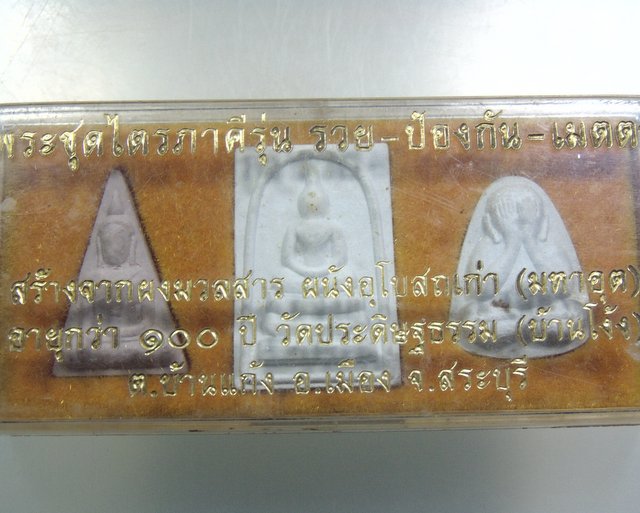 พระชุดไตรภาคีรุ่น รวย-ป้องกัน-เมตต
สร้างจากผงมวลสาร ผนังอุโบสถเก่า (มหาอุต)
อายุกว่า ๑๐๐ ปี วัดประดิษฐธรรม (บ้านโง้ง)
ต.บ้านแก้ง อ.เมือง จ.สระบุรี